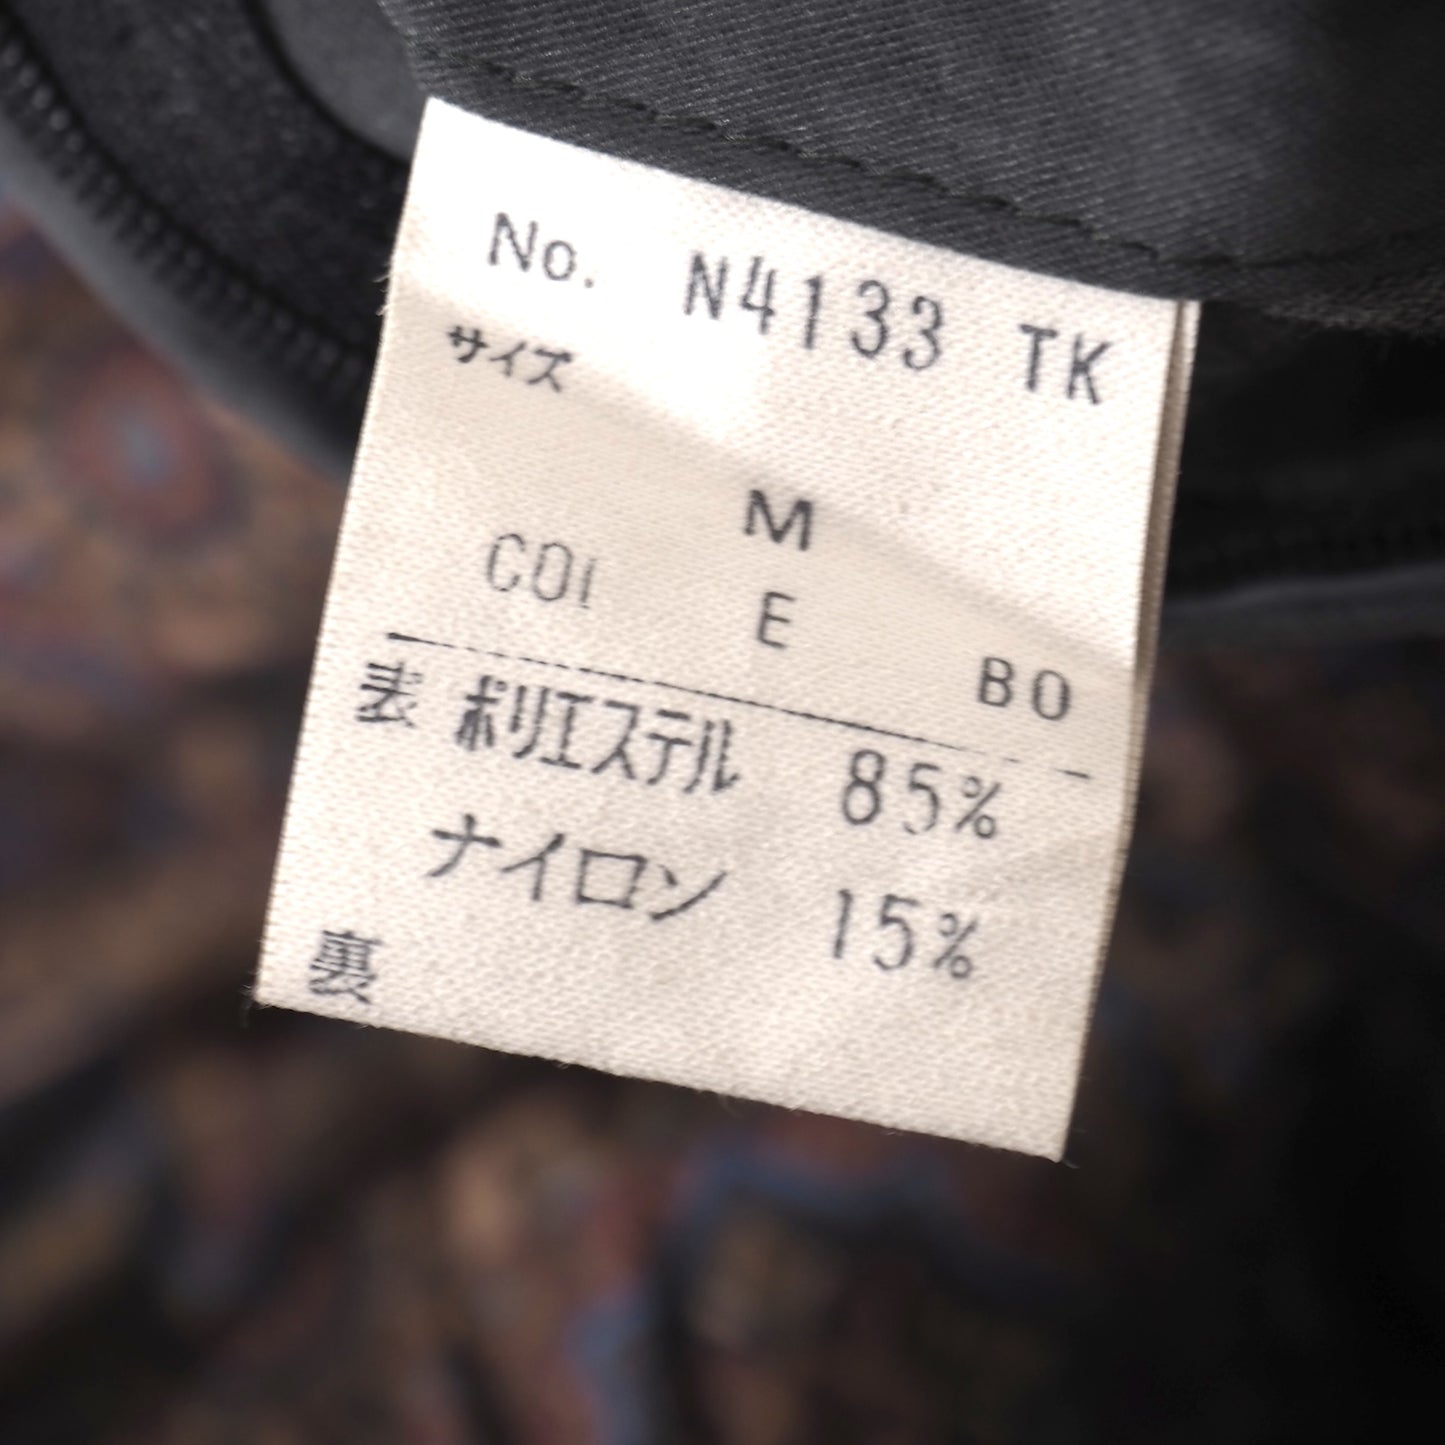 No. N4133 TK
サイズ
M
COl E BO
表 ポリエステル 85%
ナイロン 15%
裏